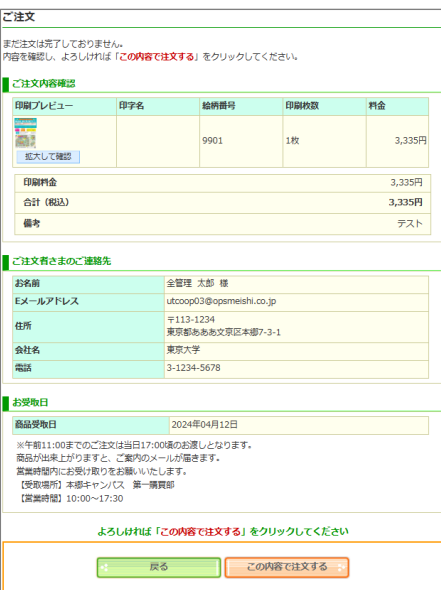 ご注文
まだ注文は完了しておりません。
内容を確認し、よろしければ「この内容で注文する」をクリックしてください。
ご注文内容確認
印刷プレビュー 印字名 絵柄番号 印刷枚数 料金
拡大して確認 9901 1枚 3,335円
印刷料金 3,335円
合計（税込） 3,335円
備考 テスト
ご注文者さまのご連絡先
お名前 全管理 太郎 様
Eメールアドレス utcoop03@opsmeishi.co.jp
住所 〒113-1234
東京都あああ文京区本郷7-3-1
会社名 東京大学
電話 3-1234-5678
お受取日
商品受取日 2024年04月12日
※午前11:00までのご注文は当日17:00頃のお渡しとなります。
商品が出来上がりますと、ご案内のメールが届きます。
営業時間内にお受け取りをお願いいたします。
【受取場所】本郷キャンパス 第一購買部
【営業時間】10:00～17:30
よろしければ「この内容で注文する」をクリックしてください
戻る この内容で注文する